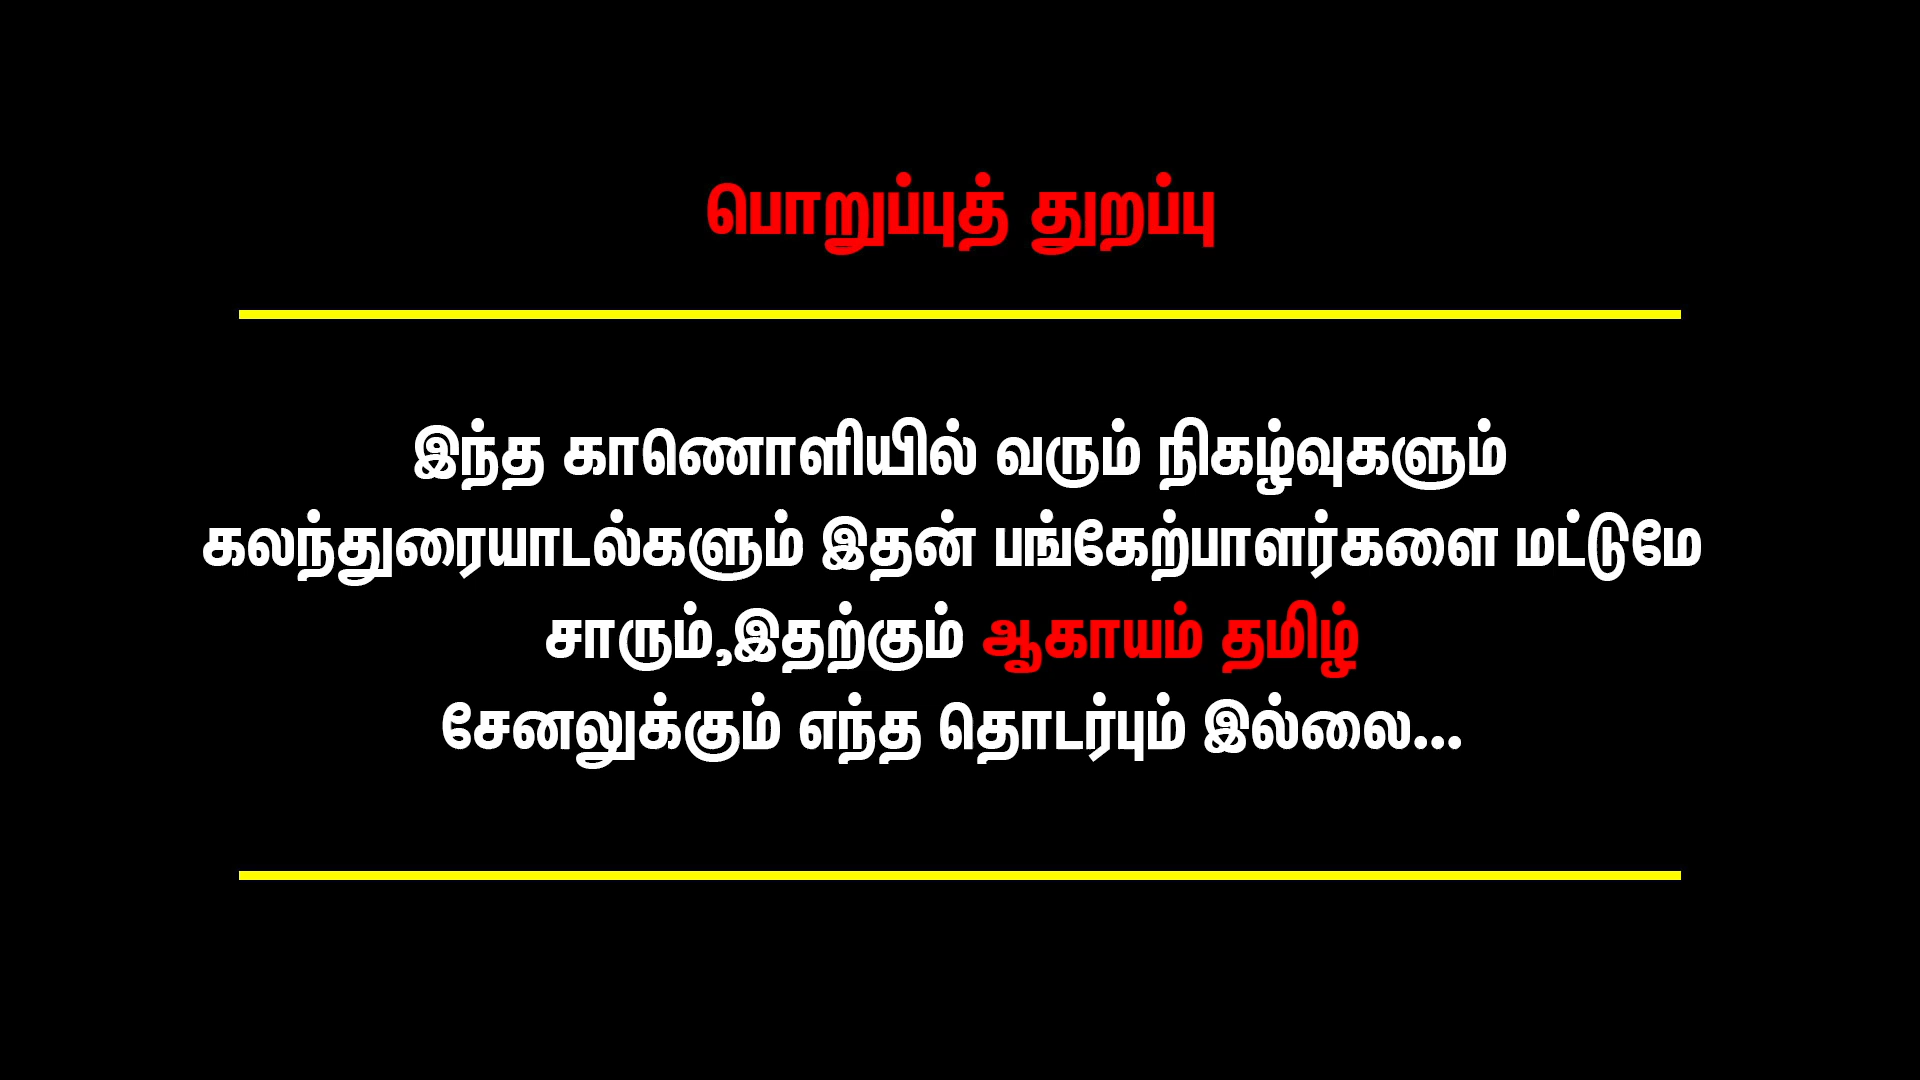 பொறுப்புத் துறப்பு
இந்த காணொளியில் வரும் நிகழ்வுகளும்
கலந்துரையாடல்களும் இதன் பங்கேற்பாளர்களை மட்டுமே
சாரும்,இதற்கும் ஆகாயம் தமிழ்
சேனலுக்கும் எந்த தொடர்பும் இல்லை...